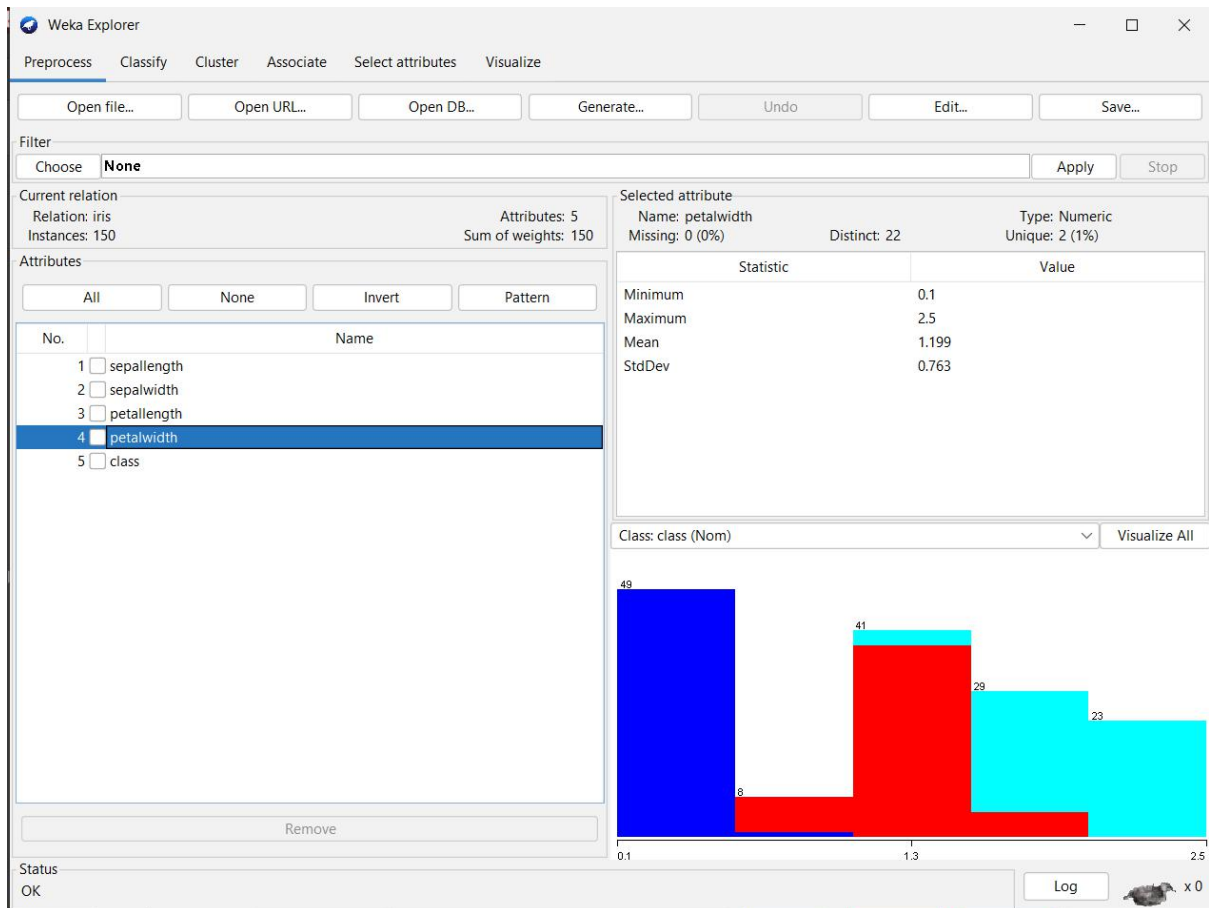 Weka Explorer
Preprocess Classify Cluster Associate Select attributes Visualize
Open file... Open URL... Open DB... Generate... Undo Edit... Save...
Filter
Choose None Apply Stop
Current relation
Relation: iris Attributes: 5
Instances: 150 Sum of weights: 150
Attributes
All None Invert Pattern
No. Name
1 sepallength
2 sepalwidth
3 petallength
4 petalwidth
5 class
Remove
Selected attribute
Name: petalwidth Type: Numeric
Missing: 0 (0%) Distinct: 22 Unique: 2 (1%)
Statistic Value
Minimum 0.1
Maximum 2.5
Mean 1.199
StdDev 0.763
Class: class (Nom) Visualize All
49
41
29
23
8
0.1 1.3 2.5
Status
OK Log x 0